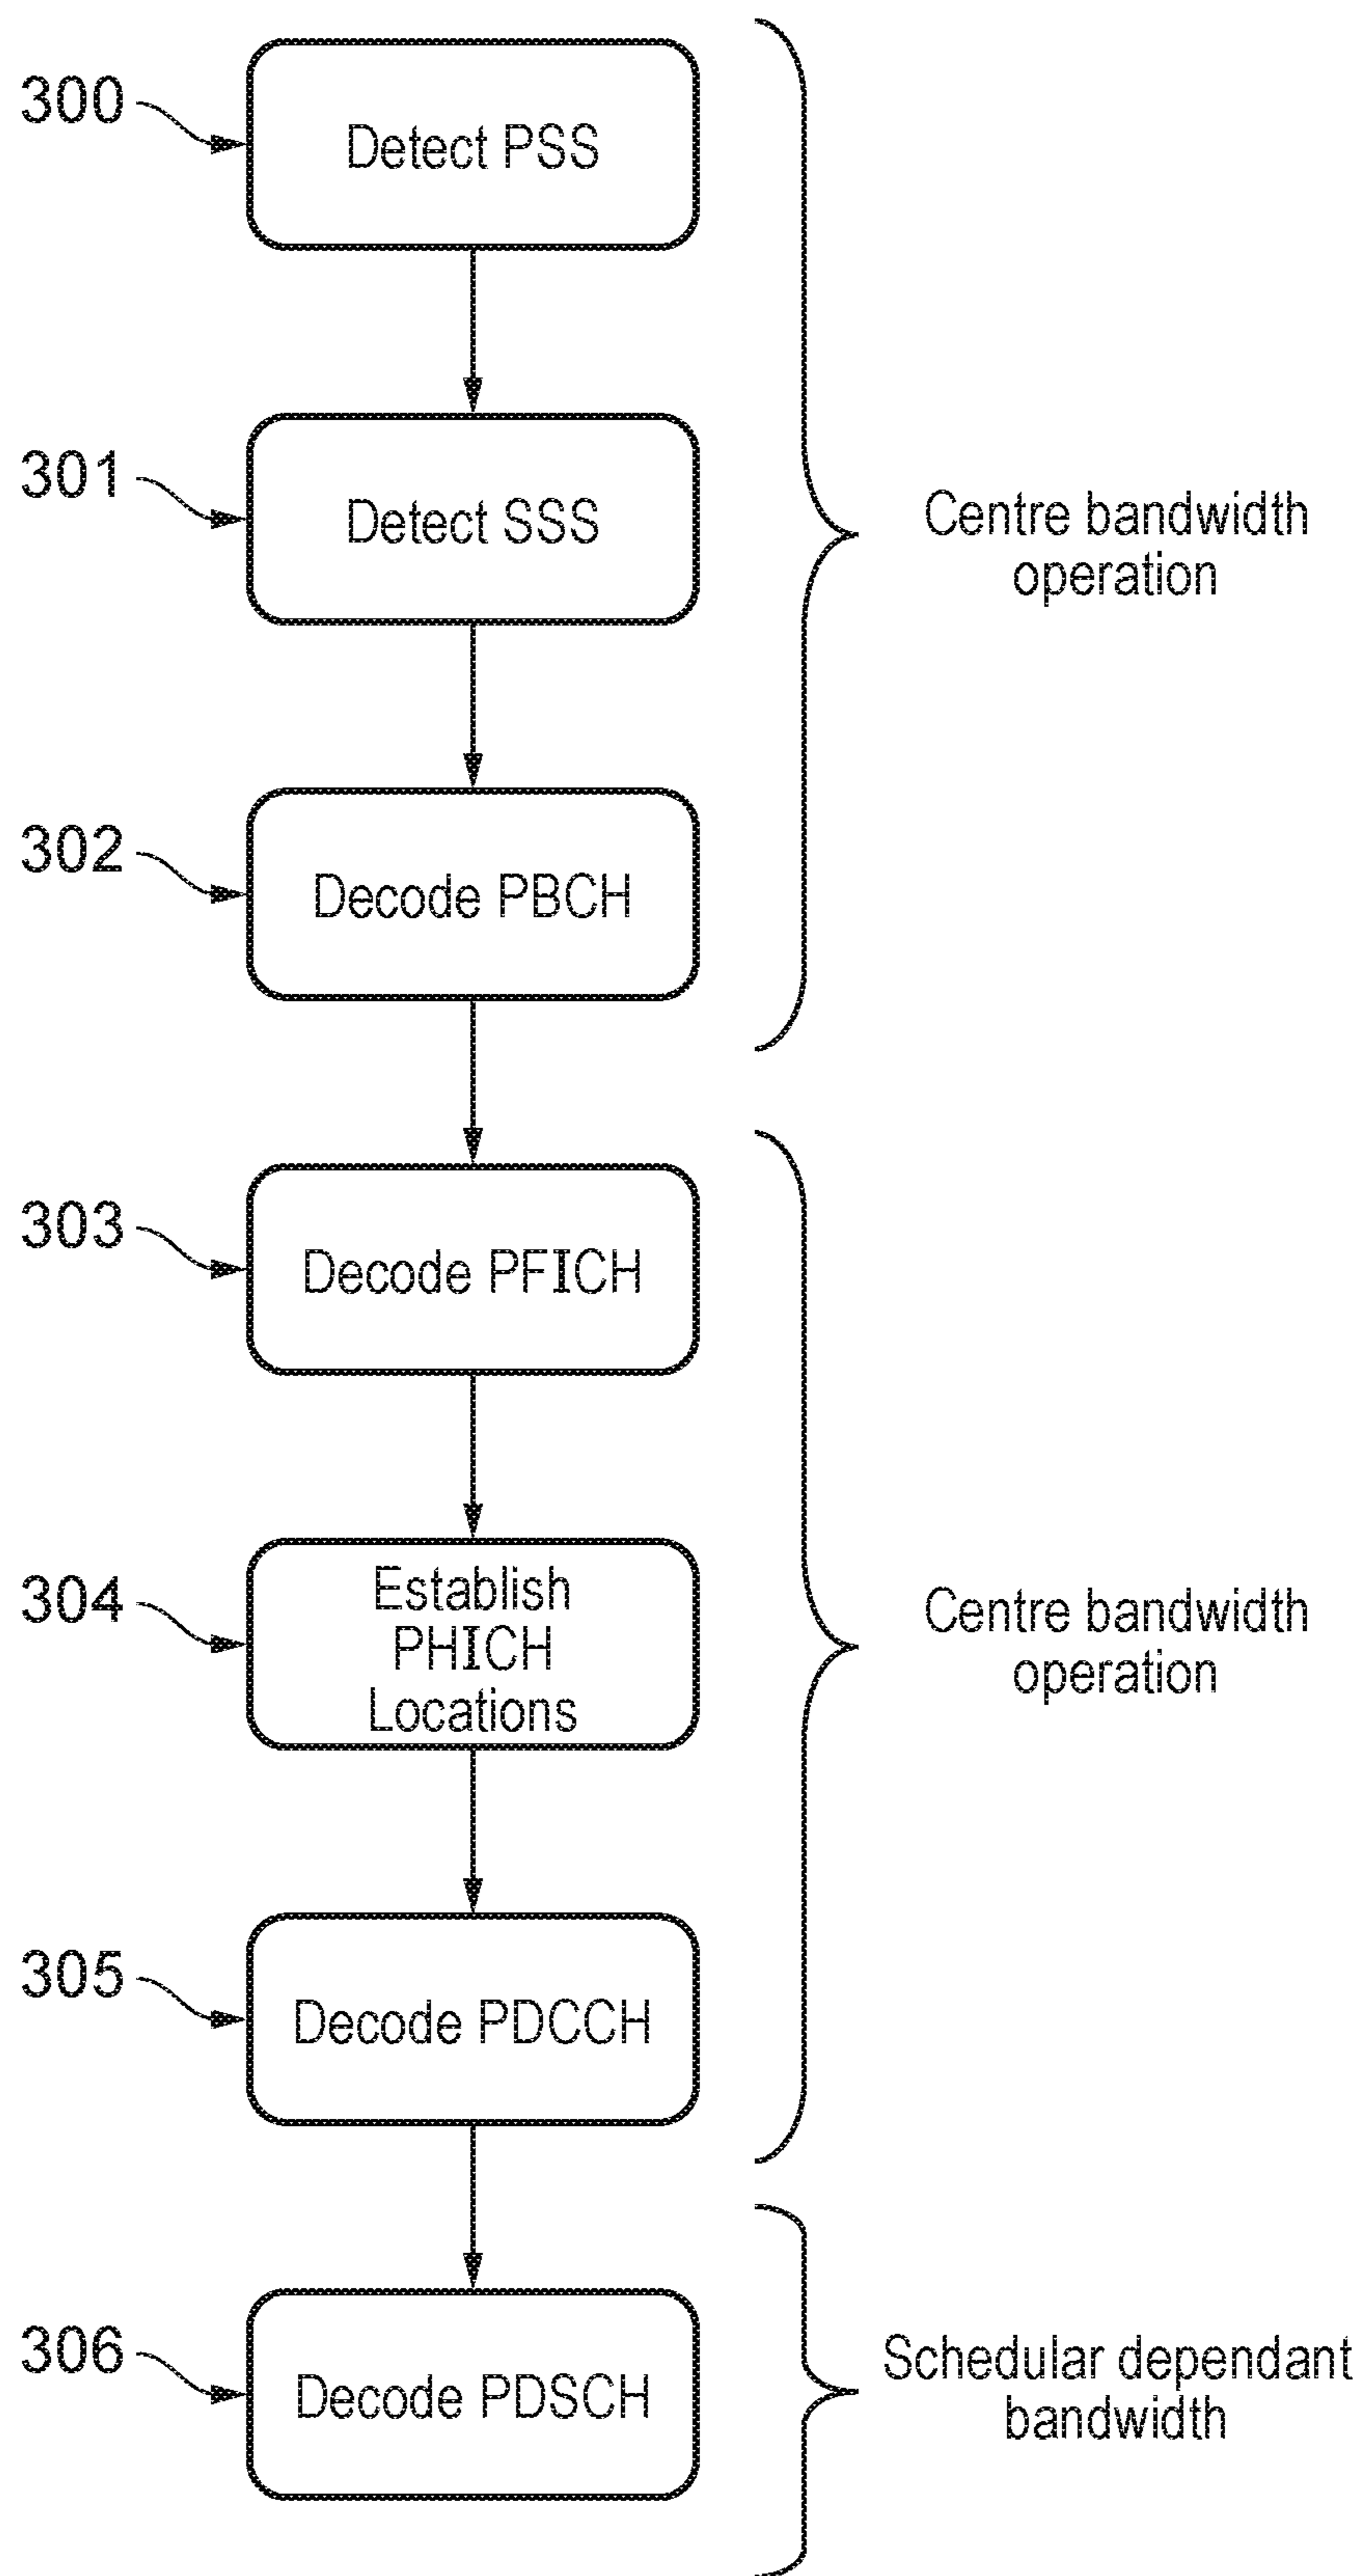 300
Detect PSS
301
Detect SSS
Centre bandwidth
operation
302
Decode PBCH
303
Decode PFICH
304
Establish
PHICH
Locations
Centre bandwidth
operation
305
Decode PDCCH
306
Decode PDSCH
Schedular dependant
bandwidth